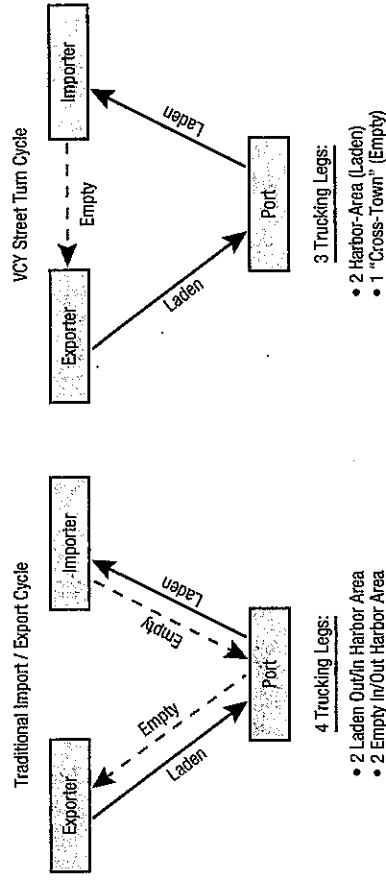 Traditional Import / Export Cycle
Exporter
Importer
Empty
Laden
Empty
Laden
Port
4 Trucking Legs:
• 2 Laden Out/In Harbor Area
• 2 Empty In/Out Harbor Area
VCY Street Turn Cycle
Exporter
Importer
Empty
Laden
Laden
Port
3 Trucking Legs:
• 2 Harbor-Area (Laden)
• 1 "Cross-Town" (Empty)